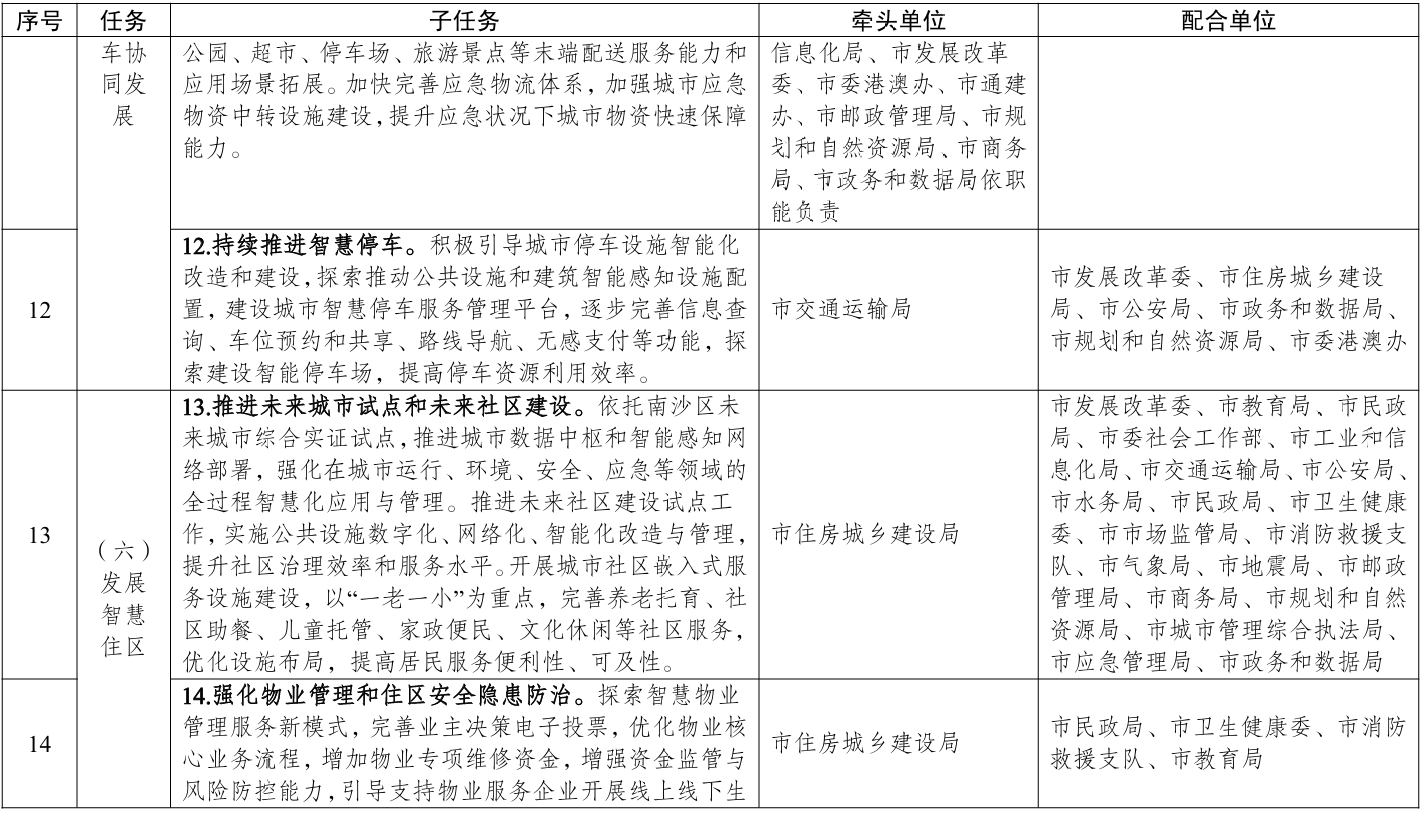 序号 任务 子任务 牵头单位 配合单位
车协
同发
展
公园、超市、停车场、旅游景点等末端配送服务能力和
应用场景拓展。加快完善应急物流体系，加强城市应急
物资中转设施建设，提升应急状况下城市物资快速保障
能力。
信息化局、市发展改革
委、市委港澳办、市通建
办、市邮政管理局、市规
划和自然资源局、市商务
局、市政务和数据局依职
能负责
12
12.持续推进智慧停车。积极引导城市停车设施智能化
改造和建设，探索推动公共设施和建筑智能感知设施配
置，建设城市智慧停车服务管理平台，逐步完善信息查
询、车位预约和共享、路线导航、无感支付等功能，探
索建设智能停车场，提高停车资源利用效率。
市交通运输局
市发展改革委、市住房城乡建设
局、市公安局、市政务和数据局、
市规划和自然资源局、市委港澳办
13
（六）
发展
智慧
住区
13.推进未来城市试点和未来社区建设。依托南沙区未
来城市综合实证试点，推进城市数据中枢和智能感知网
络部署，强化在城市运行、环境、安全、应急等领域的
全过程智慧化应用与管理。推进未来社区建设试点工
作，实施公共设施数字化、网络化、智能化改造与管理，
提升社区治理效率和服务水平。开展城市社区嵌入式服
务设施建设，以“一老一小”为重点，完善养老托育、社
区助餐、儿童托管、家政便民、文化休闲等社区服务，
优化设施布局，提高居民服务便利性、可及性。
市住房城乡建设局
市发展改革委、市教育局、市民政
局、市委社会工作部、市工业和信
息化局、市交通运输局、市公安局、
市水务局、市民政局、市卫生健康
委、市市场监管局、市消防救援支
队、市气象局、市地震局、市邮政
管理局、市商务局、市规划和自然
资源局、市城市管理综合执法局、
市应急管理局、市政务和数据局
14
14.强化物业管理和住区安全隐患防治。探索智慧物业
管理服务新模式，完善业主决策电子投票，优化物业核
心业务流程，增加物业专项维修资金，增强资金监管与
风险防控能力，引导支持物业服务企业开展线上线下生
市住房城乡建设局
市民政局、市卫生健康委、市消防
救援支队、市教育局